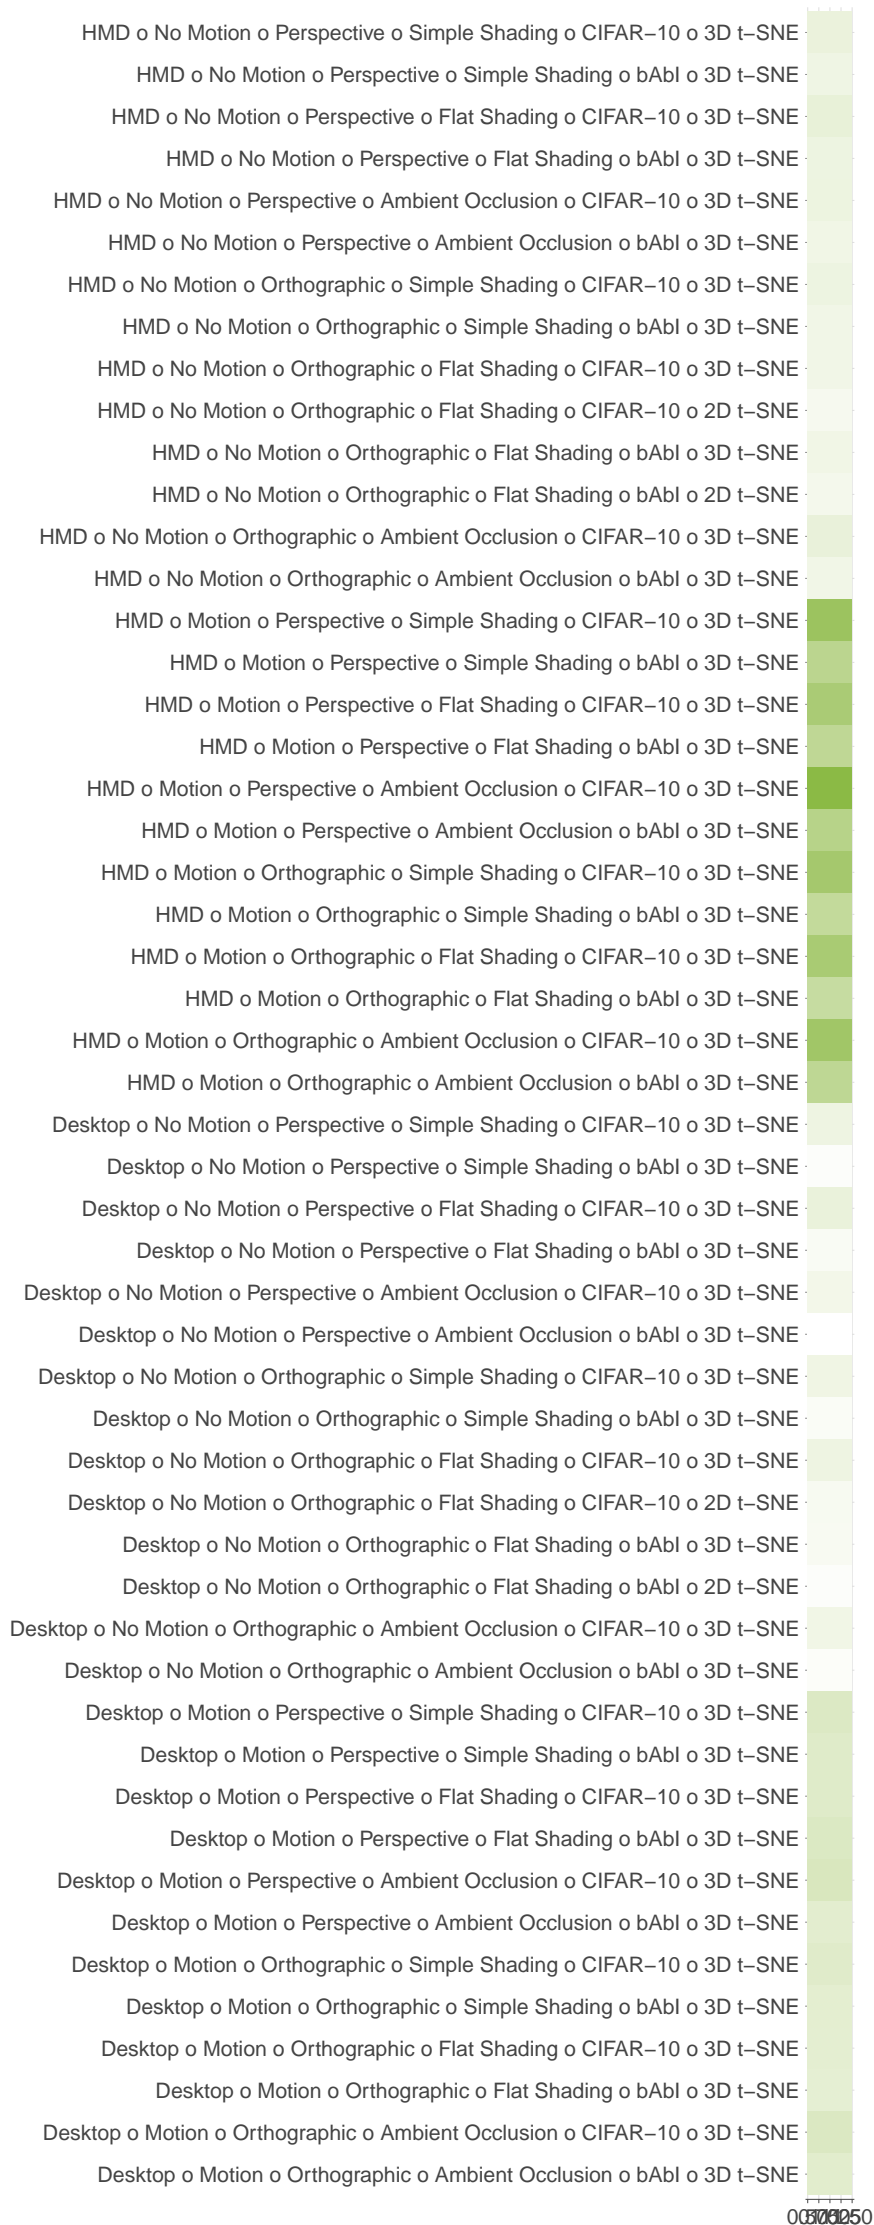 HMD o No Motion o Perspective o Simple Shading o CIFAR−10 o 3D t−SNE
HMD o No Motion o Perspective o Simple Shading o bAbI o 3D t−SNE
HMD o No Motion o Perspective o Flat Shading o CIFAR−10 o 3D t−SNE
HMD o No Motion o Perspective o Flat Shading o bAbI o 3D t−SNE
HMD o No Motion o Perspective o Ambient Occlusion o CIFAR−10 o 3D t−SNE
HMD o No Motion o Perspective o Ambient Occlusion o bAbI o 3D t−SNE
HMD o No Motion o Orthographic o Simple Shading o CIFAR−10 o 3D t−SNE
HMD o No Motion o Orthographic o Simple Shading o bAbI o 3D t−SNE
HMD o No Motion o Orthographic o Flat Shading o CIFAR−10 o 3D t−SNE
HMD o No Motion o Orthographic o Flat Shading o CIFAR−10 o 2D t−SNE
HMD o No Motion o Orthographic o Flat Shading o bAbI o 3D t−SNE
HMD o No Motion o Orthographic o Flat Shading o bAbI o 2D t−SNE
HMD o No Motion o Orthographic o Ambient Occlusion o CIFAR−10 o 3D t−SNE
HMD o No Motion o Orthographic o Ambient Occlusion o bAbI o 3D t−SNE
HMD o Motion o Perspective o Simple Shading o CIFAR−10 o 3D t−SNE
HMD o Motion o Perspective o Simple Shading o bAbI o 3D t−SNE
HMD o Motion o Perspective o Flat Shading o CIFAR−10 o 3D t−SNE
HMD o Motion o Perspective o Flat Shading o bAbI o 3D t−SNE
HMD o Motion o Perspective o Ambient Occlusion o CIFAR−10 o 3D t−SNE
HMD o Motion o Perspective o Ambient Occlusion o bAbI o 3D t−SNE
HMD o Motion o Orthographic o Simple Shading o CIFAR−10 o 3D t−SNE
HMD o Motion o Orthographic o Simple Shading o bAbI o 3D t−SNE
HMD o Motion o Orthographic o Flat Shading o CIFAR−10 o 3D t−SNE
HMD o Motion o Orthographic o Flat Shading o bAbI o 3D t−SNE
HMD o Motion o Orthographic o Ambient Occlusion o CIFAR−10 o 3D t−SNE
HMD o Motion o Orthographic o Ambient Occlusion o bAbI o 3D t−SNE
Desktop o No Motion o Perspective o Simple Shading o CIFAR−10 o 3D t−SNE
Desktop o No Motion o Perspective o Simple Shading o bAbI o 3D t−SNE
Desktop o No Motion o Perspective o Flat Shading o CIFAR−10 o 3D t−SNE
Desktop o No Motion o Perspective o Flat Shading o bAbI o 3D t−SNE
Desktop o No Motion o Perspective o Ambient Occlusion o CIFAR−10 o 3D t−SNE
Desktop o No Motion o Perspective o Ambient Occlusion o bAbI o 3D t−SNE
Desktop o No Motion o Orthographic o Simple Shading o CIFAR−10 o 3D t−SNE
Desktop o No Motion o Orthographic o Simple Shading o bAbI o 3D t−SNE
Desktop o No Motion o Orthographic o Flat Shading o CIFAR−10 o 3D t−SNE
Desktop o No Motion o Orthographic o Flat Shading o CIFAR−10 o 2D t−SNE
Desktop o No Motion o Orthographic o Flat Shading o bAbI o 3D t−SNE
Desktop o No Motion o Orthographic o Flat Shading o bAbI o 2D t−SNE
Desktop o No Motion o Orthographic o Ambient Occlusion o CIFAR−10 o 3D t−SNE
Desktop o No Motion o Orthographic o Ambient Occlusion o bAbI o 3D t−SNE
Desktop o Motion o Perspective o Simple Shading o CIFAR−10 o 3D t−SNE
Desktop o Motion o Perspective o Simple Shading o bAbI o 3D t−SNE
Desktop o Motion o Perspective o Flat Shading o CIFAR−10 o 3D t−SNE
Desktop o Motion o Perspective o Flat Shading o bAbI o 3D t−SNE
Desktop o Motion o Perspective o Ambient Occlusion o CIFAR−10 o 3D t−SNE
Desktop o Motion o Perspective o Ambient Occlusion o bAbI o 3D t−SNE
Desktop o Motion o Orthographic o Simple Shading o CIFAR−10 o 3D t−SNE
Desktop o Motion o Orthographic o Simple Shading o bAbI o 3D t−SNE
Desktop o Motion o Orthographic o Flat Shading o CIFAR−10 o 3D t−SNE
Desktop o Motion o Orthographic o Flat Shading o bAbI o 3D t−SNE
Desktop o Motion o Orthographic o Ambient Occlusion o CIFAR−10 o 3D t−SNE
Desktop o Motion o Orthographic o Ambient Occlusion o bAbI o 3D t−SNE